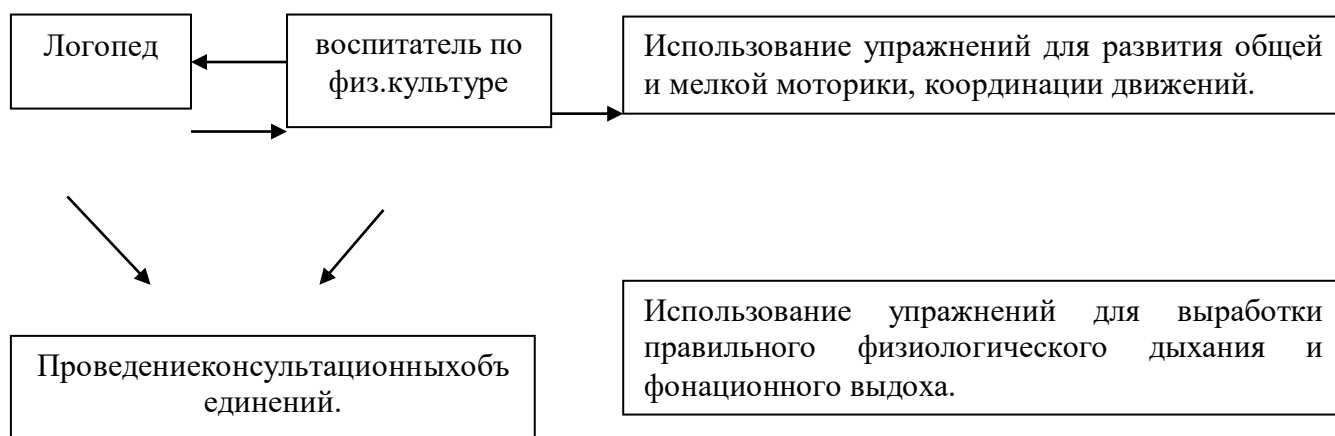 Логопед
воспитатель по
физ.культуре
Использование упражнений для развития общей
и мелкой моторики, координации движений.
Использование упражнений для выработки
правильного физиологического дыхания и
фонационного выдоха.
Проведениеконсультационныхобъ
единений.